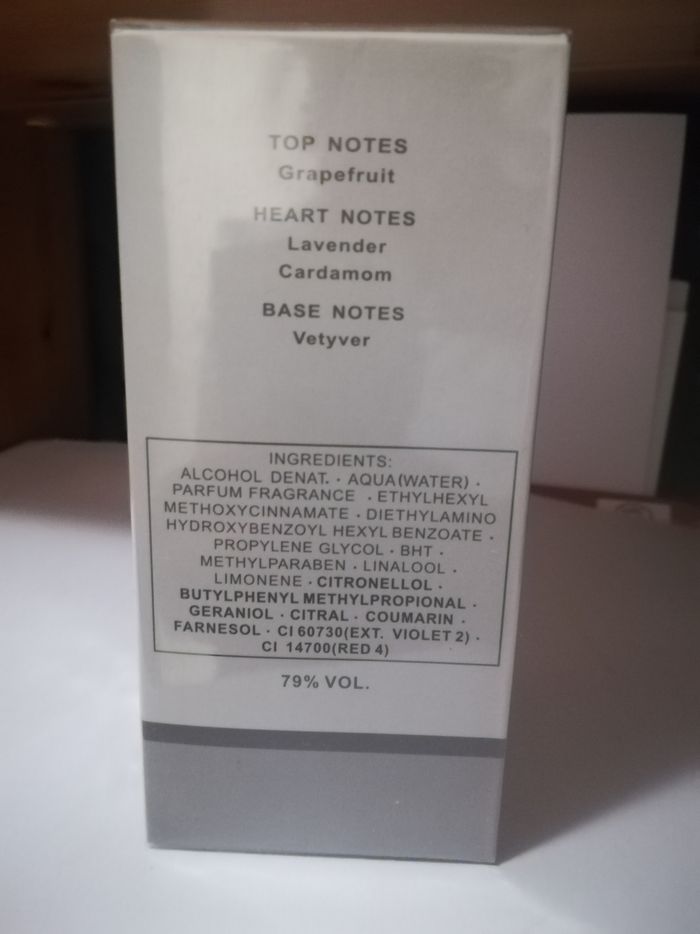 TOP NOTES
Grapefruit
HEART NOTES
Lavender
Cardamom
BASE NOTES
Vetyver
INGREDIENTS:
ALCOHOL DENAT. · AQUA(WATER) ·
PARFUM FRAGRANCE · ETHYLHEXYL
METHOXYCINNAMATE · DIETHYLAMINO
HYDROXYBENZOYL HEXYL BENZOATE ·
PROPYLENE GLYCOL · BHT ·
METHYLPARABEN · LINALOOL ·
LIMONENE · CITRONELLOL ·
BUTYLPHENYL METHYLPROPIONAL ·
GERANIOL · CITRAL · COUMARIN ·
FARNESOL · CI 60730(EXT. VIOLET 2) ·
CI 14700(RED 4)
79% VOL.